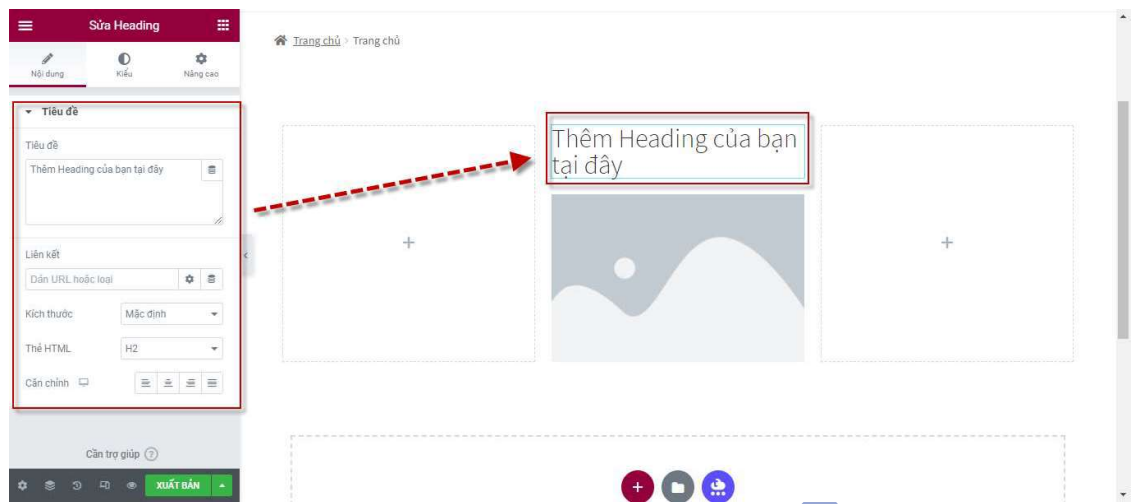 Sửa Heading
Nội dung
Kiểu
Nâng cao
Tiêu đề
Tiêu đề
Thêm Heading của bạn tại đây
Liên kết
Dán URL hoặc loại
Kích thước
Mặc định
Thẻ HTML
H2
Căn chỉnh
Cần trợ giúp ?
XUẤT BẢN
Trang chủ > Trang chủ
Thêm Heading của bạn
tại đây